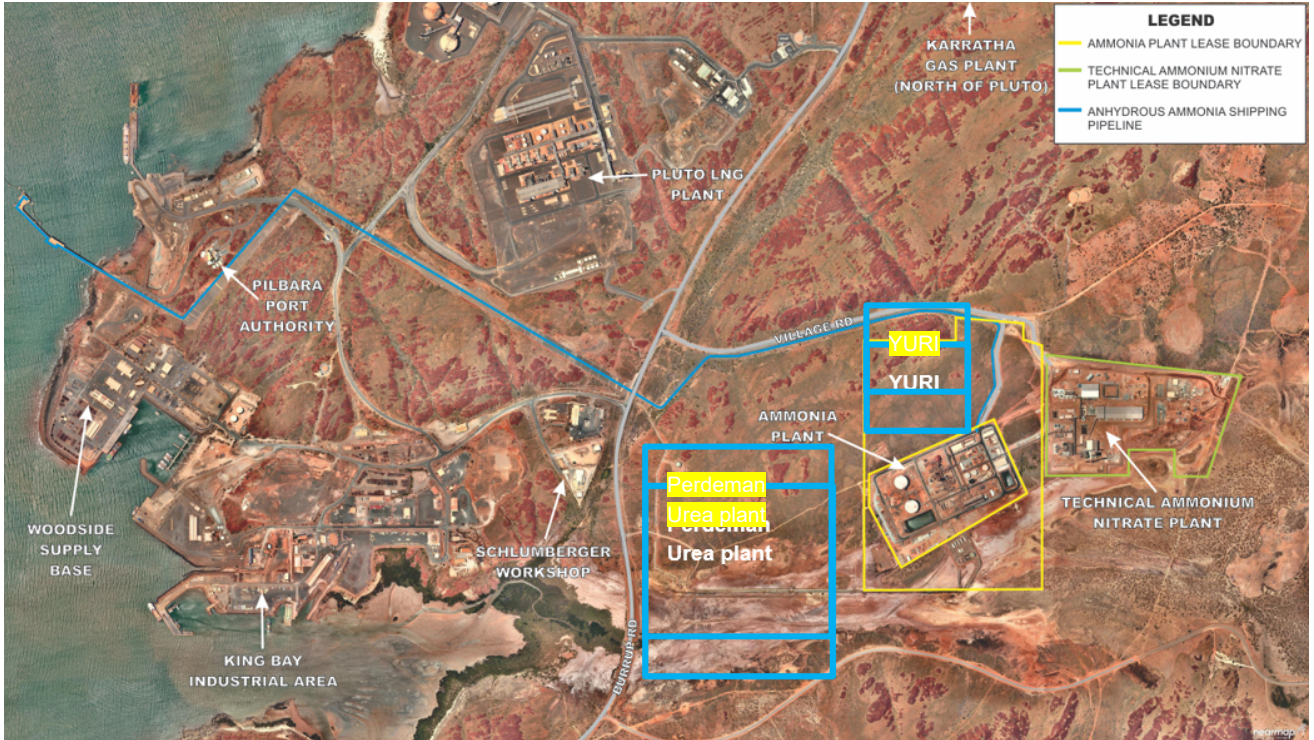 LEGEND
AMMONIA PLANT LEASE BOUNDARY
TECHNICAL AMMONIUM NITRATE
PLANT LEASE BOUNDARY
ANHYDROUS AMMONIA SHIPPING
PIPELINE
KARRATHA
GAS PLANT
(NORTH OF PLUTO)
PLUTO LNG
PLANT
PILBARA
PORT
AUTHORITY
VILLAGE RD
YURI
YURI
AMMONIA
PLANT
Perdeman
Urea plant
Perdeman
Urea plant
TECHNICAL AMMONIUM
NITRATE PLANT
WOODSIDE
SUPPLY
BASE
SCHLUMBERGER
WORKSHOP
BURRUP RD
KING BAY
INDUSTRIAL AREA
nearmap